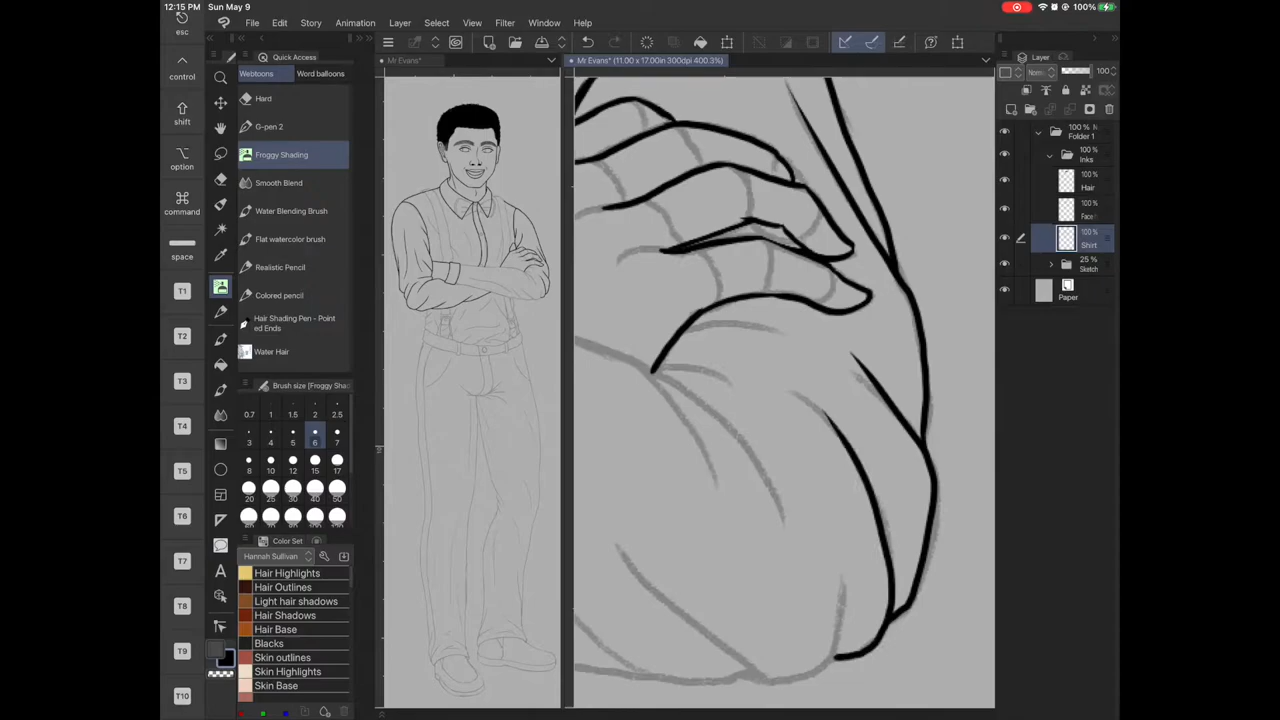 12:15 PM Sun May 9
100%
esc
control
shift
option
command
space
T1
T2
T3
T4
T5
T6
T7
T8
T9
T10
File Edit Story Animation Layer Select View Filter Window Help
Quick Access
Webtoons Word balloons
Hard
G-pen 2
Froggy Shading
Smooth Blend
Water Blending Brush
Flat watercolor brush
Realistic Pencil
Colored pencil
Hair Shading Pen - Point
ed Ends
Water Hair
Brush size [Froggy Shad
0.7 1 1.5 2 2.5
3 4 5 6 7
8 10 12 15 17
20 25 30 40 50
Color Set
Hannah Sullivan
Hair Highlights
Hair Outlines
Light hair shadows
Hair Shadows
Hair Base
Blacks
Skin outlines
Skin Highlights
Skin Base
Mr Evans*
Mr Evans* (11.00 x 17.00in 300dpi 400.3%)
Layer
Norm 100
100 % N
Folder 1
100 %
Inks
100 %
Hair
100 %
Face
100 %
Shirt
25 %
Sketch
Paper